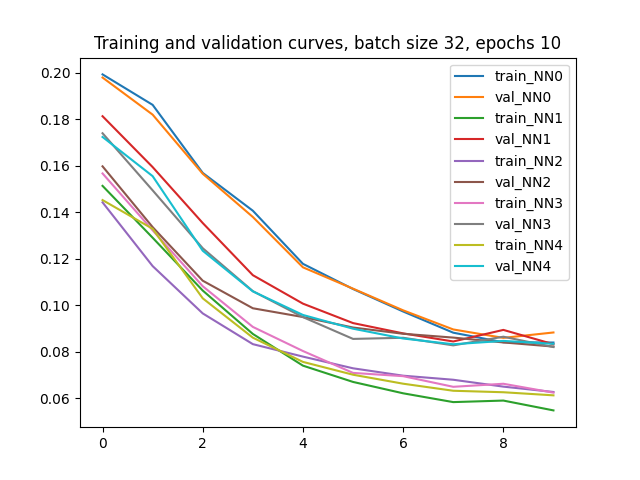 Training and validation curves, batch size 32, epochs 10
0.20
0.18
0.16
0.14
0.12
0.10
0.08
0.06
0
2
4
6
8
train_NN0
val_NN0
train_NN1
val_NN1
train_NN2
val_NN2
train_NN3
val_NN3
train_NN4
val_NN4